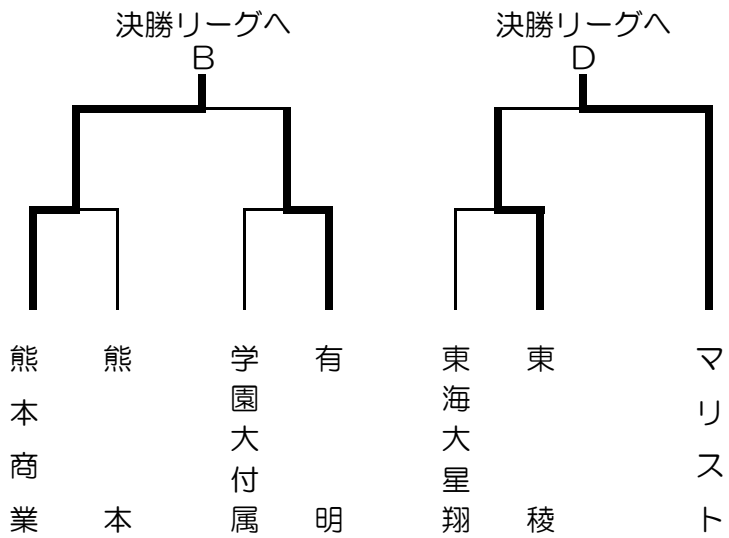 決勝リーグへ
B
決勝リーグへ
D
熊本商業
熊本
学園大付属
有明
東海大星翔
東稜
マリスト